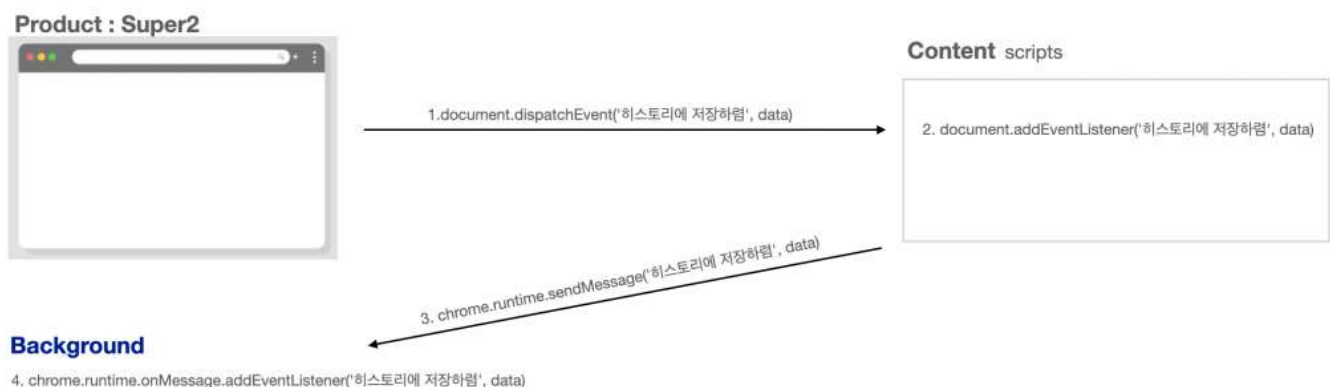 Product : Super2
Content scripts
1.document.dispatchEvent('히스토리에 저장하렴', data)
2. document.addEventListener('히스토리에 저장하렴', data)
3. chrome.runtime.sendMessage('히스토리에 저장하렴', data)
Background
4. chrome.runtime.onMessage.addEventListener('히스토리에 저장하렴', data)